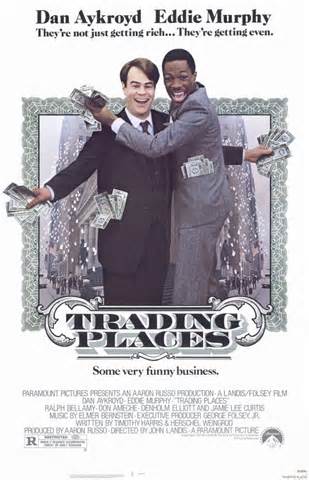 Dan Aykroyd Eddie Murphy
They're not just getting rich... They're getting even.
TRADING
PLACES
Some very funny business.
PARAMOUNT PICTURES PRESENTS AN AARON RUSSO PRODUCTION · A LANDIS/FOLSEY FILM
DAN AYKROYD · EDDIE MURPHY · "TRADING PLACES"
RALPH BELLAMY · DON AMECHE · DENHOLM ELLIOTT AND JAMIE LEE CURTIS
MUSIC BY ELMER BERNSTEIN · EXECUTIVE PRODUCER GEORGE FOLSEY, JR.
WRITTEN BY TIMOTHY HARRIS & HERSCHEL WEINGROD
PRODUCED BY AARON RUSSO · DIRECTED BY JOHN LANDIS · A PARAMOUNT PICTURE
R RESTRICTED